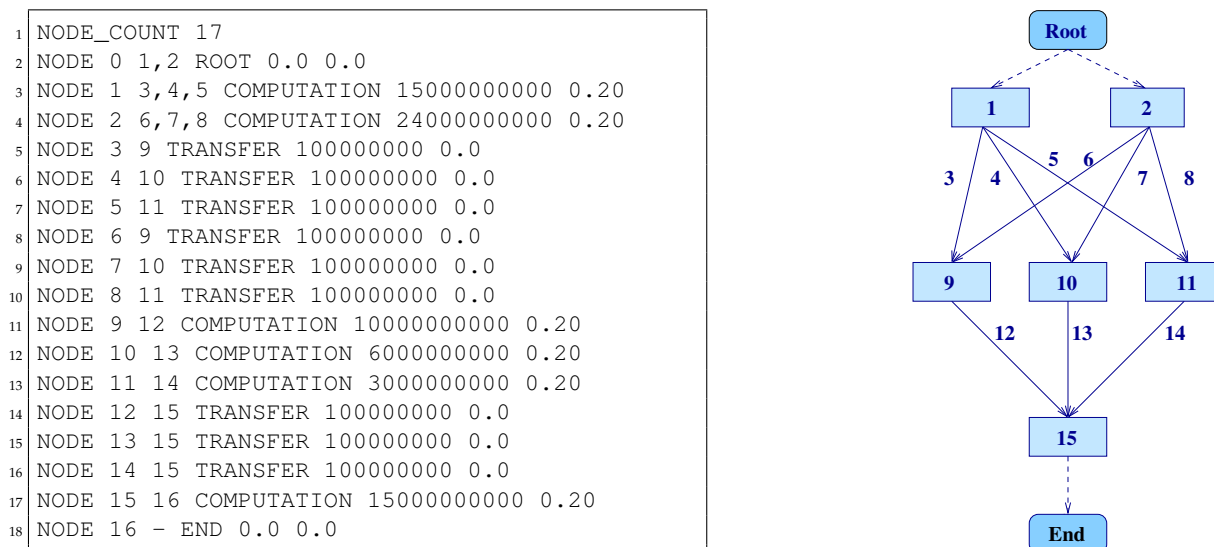 1 NODE_COUNT 17
2 NODE 0 1,2 ROOT 0.0 0.0
3 NODE 1 3,4,5 COMPUTATION 15000000000 0.20
4 NODE 2 6,7,8 COMPUTATION 24000000000 0.20
5 NODE 3 9 TRANSFER 100000000 0.0
6 NODE 4 10 TRANSFER 100000000 0.0
7 NODE 5 11 TRANSFER 100000000 0.0
8 NODE 6 9 TRANSFER 100000000 0.0
9 NODE 7 10 TRANSFER 100000000 0.0
10 NODE 8 11 TRANSFER 100000000 0.0
11 NODE 9 12 COMPUTATION 10000000000 0.20
12 NODE 10 13 COMPUTATION 6000000000 0.20
13 NODE 11 14 COMPUTATION 3000000000 0.20
14 NODE 12 15 TRANSFER 100000000 0.0
15 NODE 13 15 TRANSFER 100000000 0.0
16 NODE 14 15 TRANSFER 100000000 0.0
17 NODE 15 16 COMPUTATION 15000000000 0.20
18 NODE 16 - END 0.0 0.0
Root
1 2
5 6
3 4 7 8
9 10 11
12 13 14
15
End